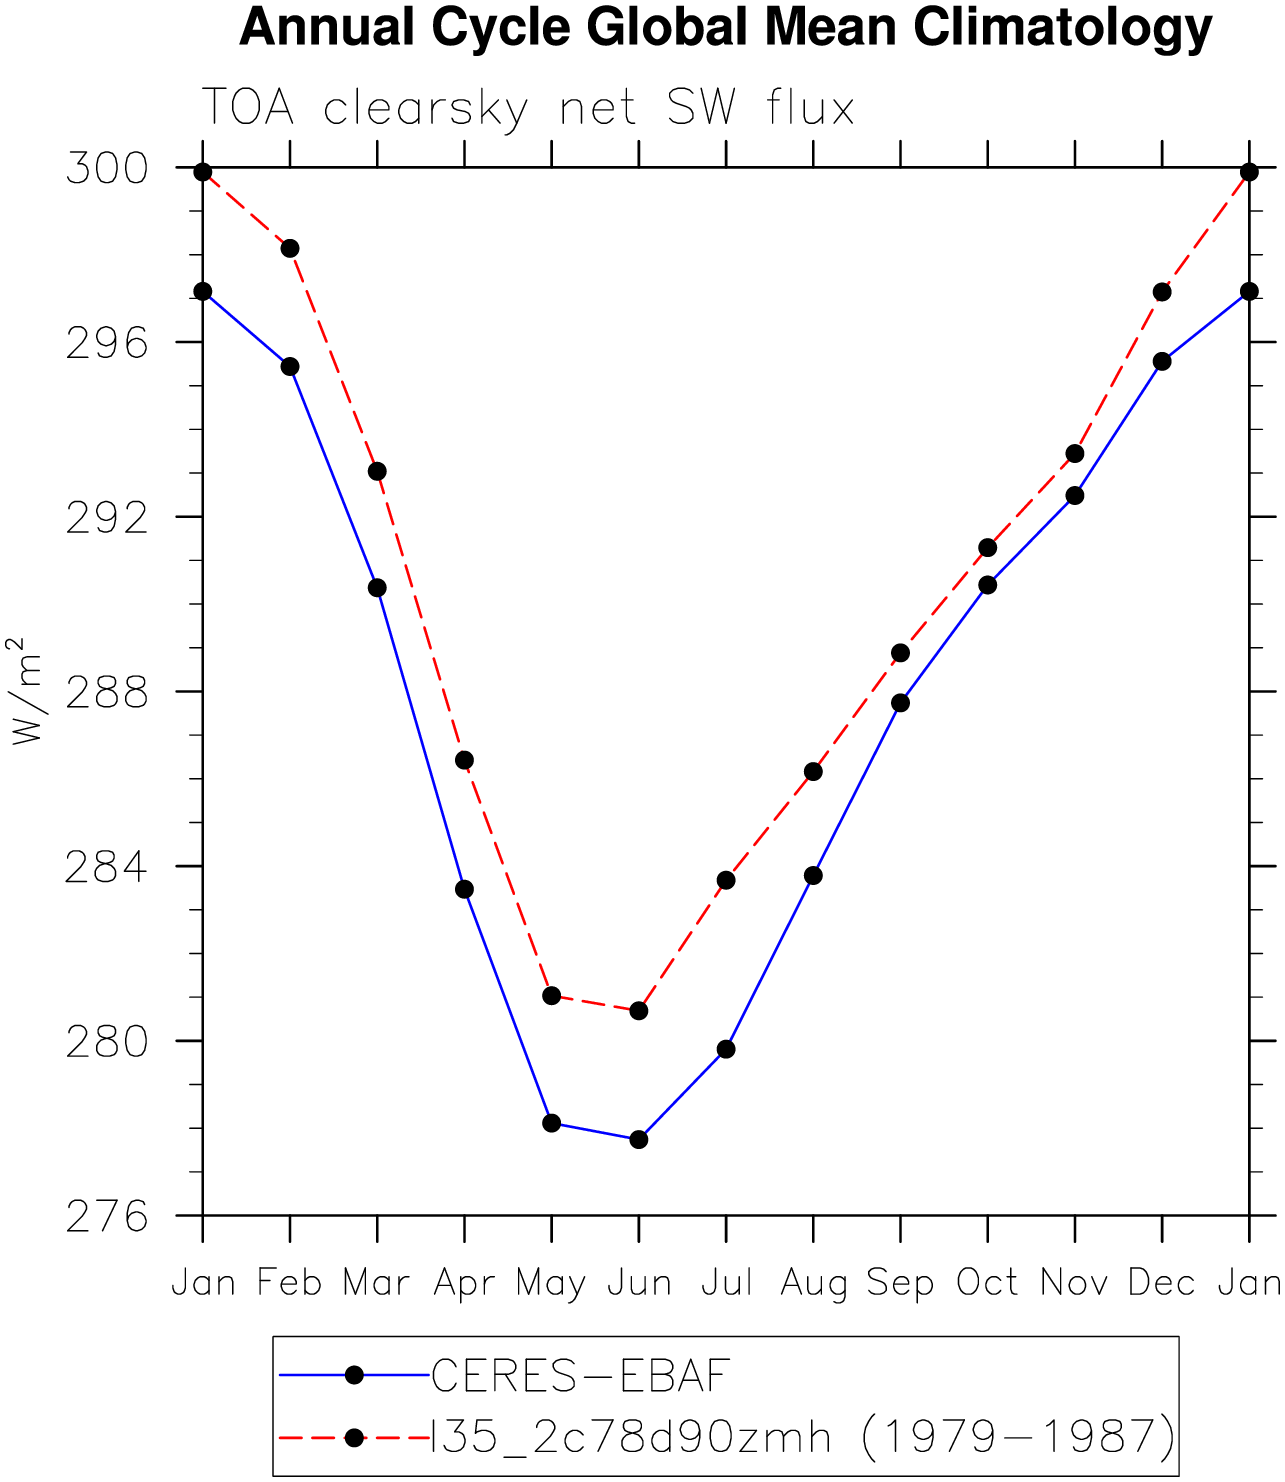 Annual Cycle Global Mean Climatology
TOA clearsky net SW flux
300
296
292
288
284
280
276
W/m²
Jan Feb Mar Apr May Jun Jul Aug Sep Oct Nov Dec Jan
CERES-EBAF
I35_2c78d90zmh (1979-1987)